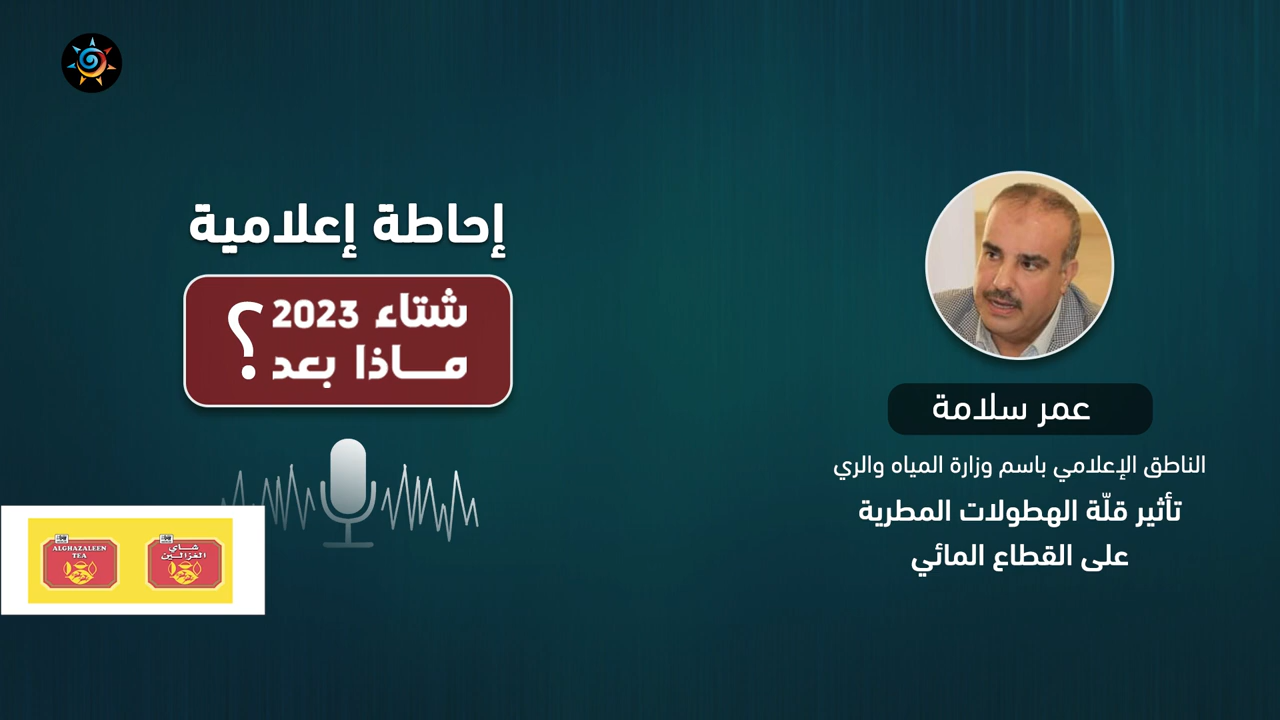 إحاطة إعلامية
شتاء 2023
ماذا بعد؟
عمر سلامة
الناطق الإعلامي باسم وزارة المياه والري
تأثير قلّة الهطولات المطرية
على القطاع المائي
ALGHAZALEEN
TEA
شاي
الغزالين